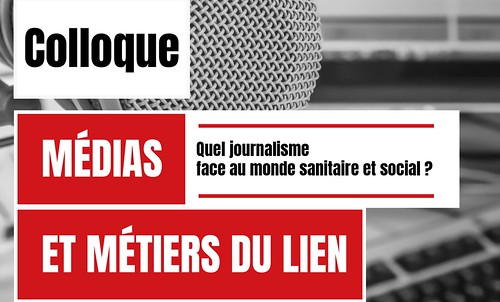 Colloque
MÉDIAS
Quel journalisme
face au monde sanitaire et social ?
ET MÉTIERS DU LIEN